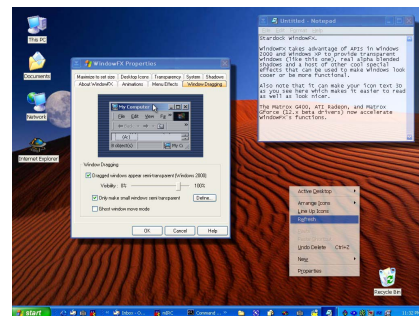 This PC
Documents
Network
Internet Explorer
WindowFX Properties
Maximize to set size Desktop Icons Transparency System Shadows
About WindowFX Animations Menu Effects Window Dragging
My Computer
File Edit View
8 object(s)
My C
Window Dragging
Dragged windows appear semi-transparent (Windows 2000)
Visibility 0% 100%
Only make small windows semi-transparent Define...
Ghost window move mode
OK Cancel Help
Untitled - Notepad
Stardock WindowFX.
WindowFX takes advantage of APIs in Windows
2000 and Windows XP to provide transparent
windows (like this one), real alpha blended
shadows and a host of other cool special
effects that can be used to make Windows look
cooler or be more functional.
Also note that it can make your icon text ID
as you see here which makes it easier to read
as well as look nicer.
The Matrox G400, ATI Radeon, and Matrox
GForce (12.x beta drivers) now accelerate
WindowFX's functions.
Active Desktop
Arrange Icons
Line Up Icons
Refresh
Undo Delete Ctrl+Z
New
Properties
Recycle Bin
start
Inbox - O...
mIRC
Command ...